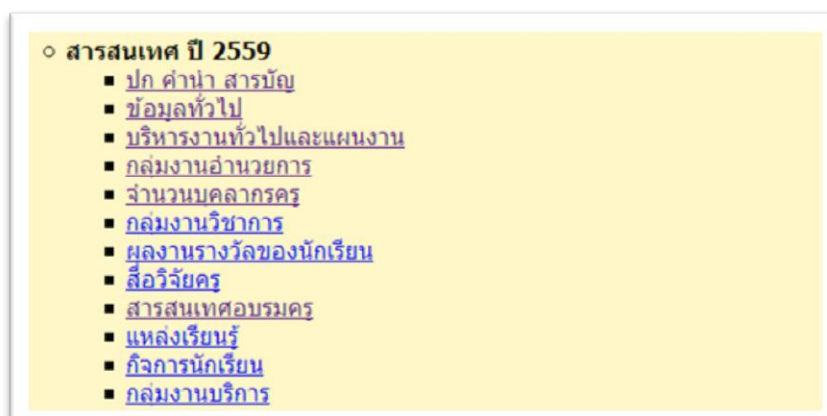 สารสนเทศ ปี 2559
ปก คำนำ สารบัญ
ข้อมูลทั่วไป
บริหารงานทั่วไปและแผนงาน
กลุ่มงานอำนวยการ
จำนวนบุคลากรครู
กลุ่มงานวิชาการ
ผลงานรางวัลของนักเรียน
สื่อวิจัยครู
สารสนเทศอบรมครู
แหล่งเรียนรู้
กิจการนักเรียน
กลุ่มงานบริการ